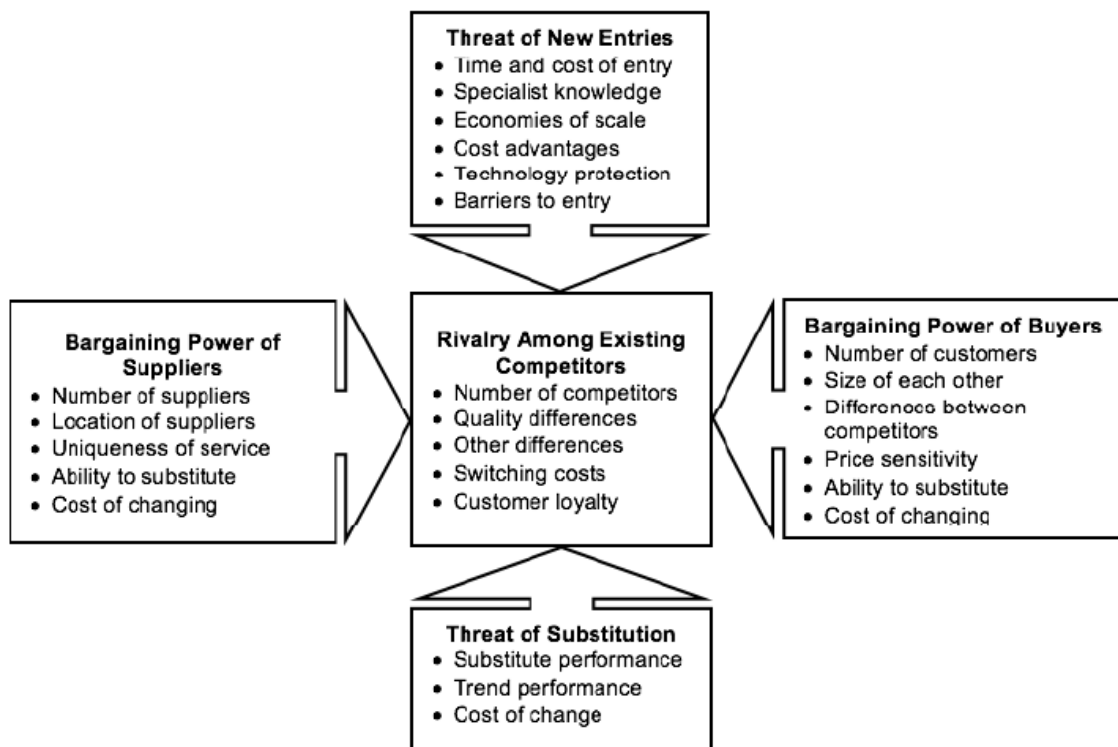 Threat of New Entries
• Time and cost of entry
• Specialist knowledge
• Economies of scale
• Cost advantages
• Technology protection
• Barriers to entry
Bargaining Power of
Suppliers
• Number of suppliers
• Location of suppliers
• Uniqueness of service
• Ability to substitute
• Cost of changing
Rivalry Among Existing
Competitors
• Number of competitors
• Quality differences
• Other differences
• Switching costs
• Customer loyalty
Bargaining Power of Buyers
• Number of customers
• Size of each other
• Differences between
competitors
• Price sensitivity
• Ability to substitute
• Cost of changing
Threat of Substitution
• Substitute performance
• Trend performance
• Cost of change